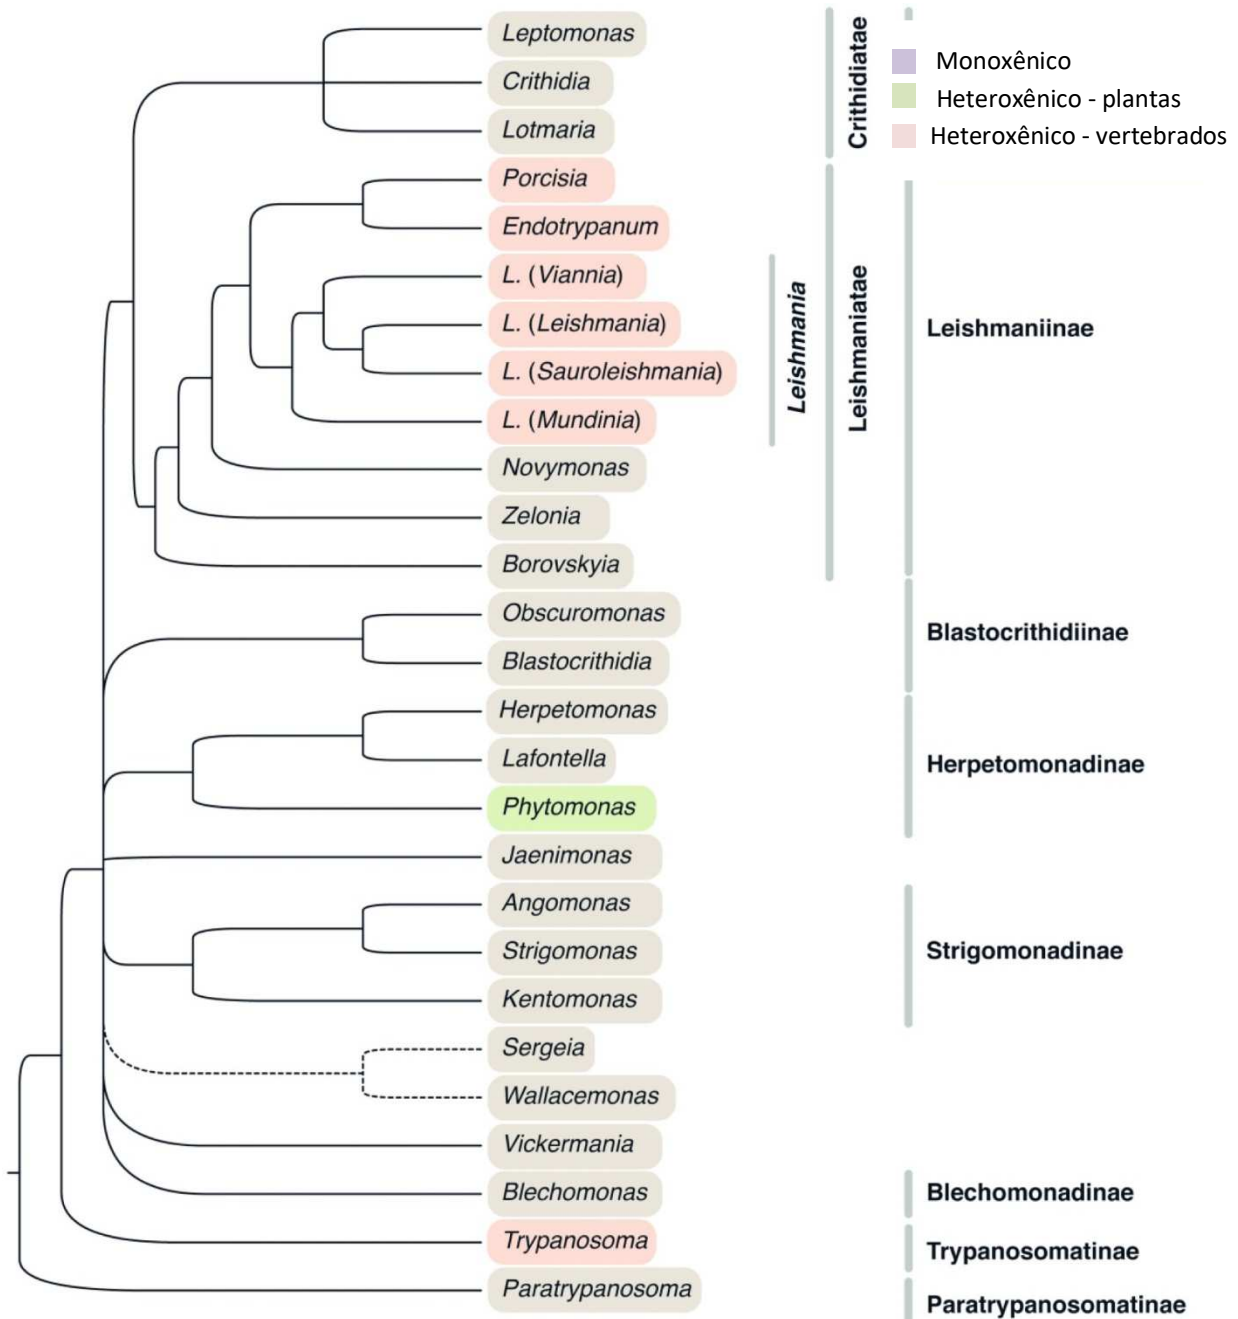 Leptomonas
Crithidia
Lotmaria
Porcisia
Endotrypanum
L. (Viannia)
L. (Leishmania)
L. (Sauroleishmania)
L. (Mundinia)
Novymonas
Zelonia
Borovskyia
Obscuromonas
Blastocrithidia
Herpetomonas
Lafontella
Phytomonas
Jaenimonas
Angomonas
Strigomonas
Kentomonas
Sergeia
Wallacemonas
Vickermania
Blechomonas
Trypanosoma
Paratrypanosoma
Leishmania
Crithidiatae
Leishmaniatae
Monoxênico
Heteroxênico - plantas
Heteroxênico - vertebrados
Leishmaniinae
Blastocrithidiinae
Herpetomonadinae
Strigomonadinae
Blechomonadinae
Trypanosomatinae
Paratrypanosomatinae